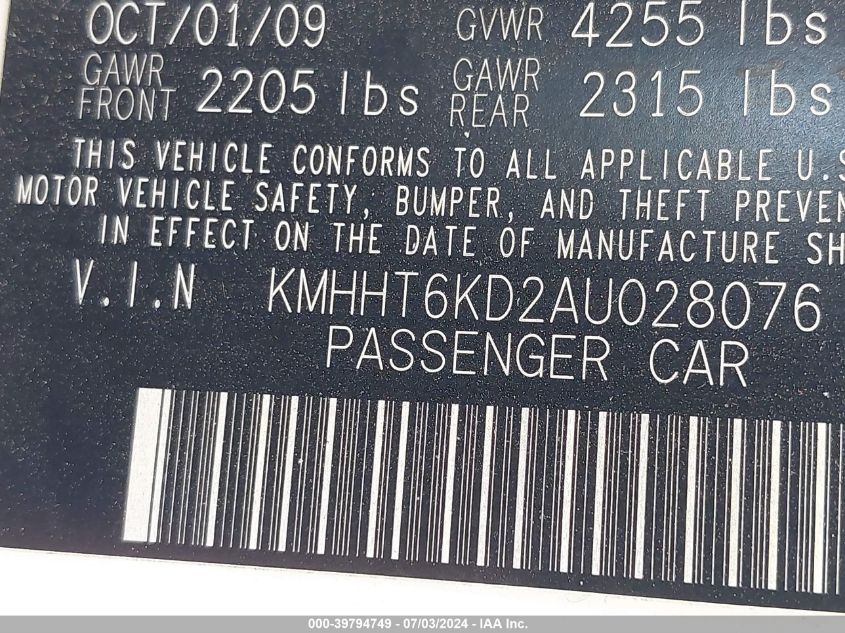 OCT/01/09 GVWR 4255 lbs
GAWR FRONT 2205 lbs GAWR REAR 2315 lbs
THIS VEHICLE CONFORMS TO ALL APPLICABLE U.S
MOTOR VEHICLE SAFETY, BUMPER, AND THEFT PREVEN
IN EFFECT ON THE DATE OF MANUFACTURE SH
V.I.N KMHHT6KD2AU028076
PASSENGER CAR
000-39794749 - 07/03/2024 - IAA Inc.